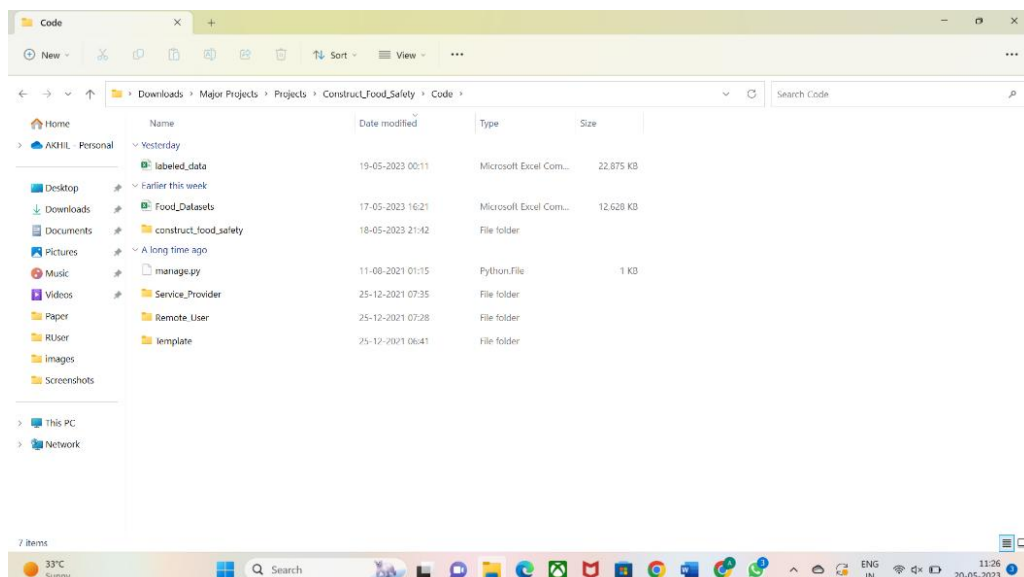 Code
New
Sort
View
Downloads > Major Projects > Projects > Construct_Food_Safety > Code >
Search Code
Home
AKHIL - Personal
Desktop
Downloads
Documents
Pictures
Music
Videos
Paper
RUser
images
Screenshots
This PC
Network
Name Date modified Type Size
Yesterday
labeled_data 19-05-2023 00:11 Microsoft Excel Com... 22,875 KB
Earlier this week
Food_Datasets 17-05-2023 16:21 Microsoft Excel Com... 12,628 KB
construct_food_safety 18-05-2023 21:42 File folder
A long time ago
manage.py 11-08-2021 01:15 Python.File 1 KB
Service_Provider 25-12-2021 07:35 File folder
Remote_User 25-12-2021 07:28 File folder
Template 25-12-2021 06:41 File folder
7 items
33°C
Sunny
Search
ENG
IN
11:26
20-05-2023
3